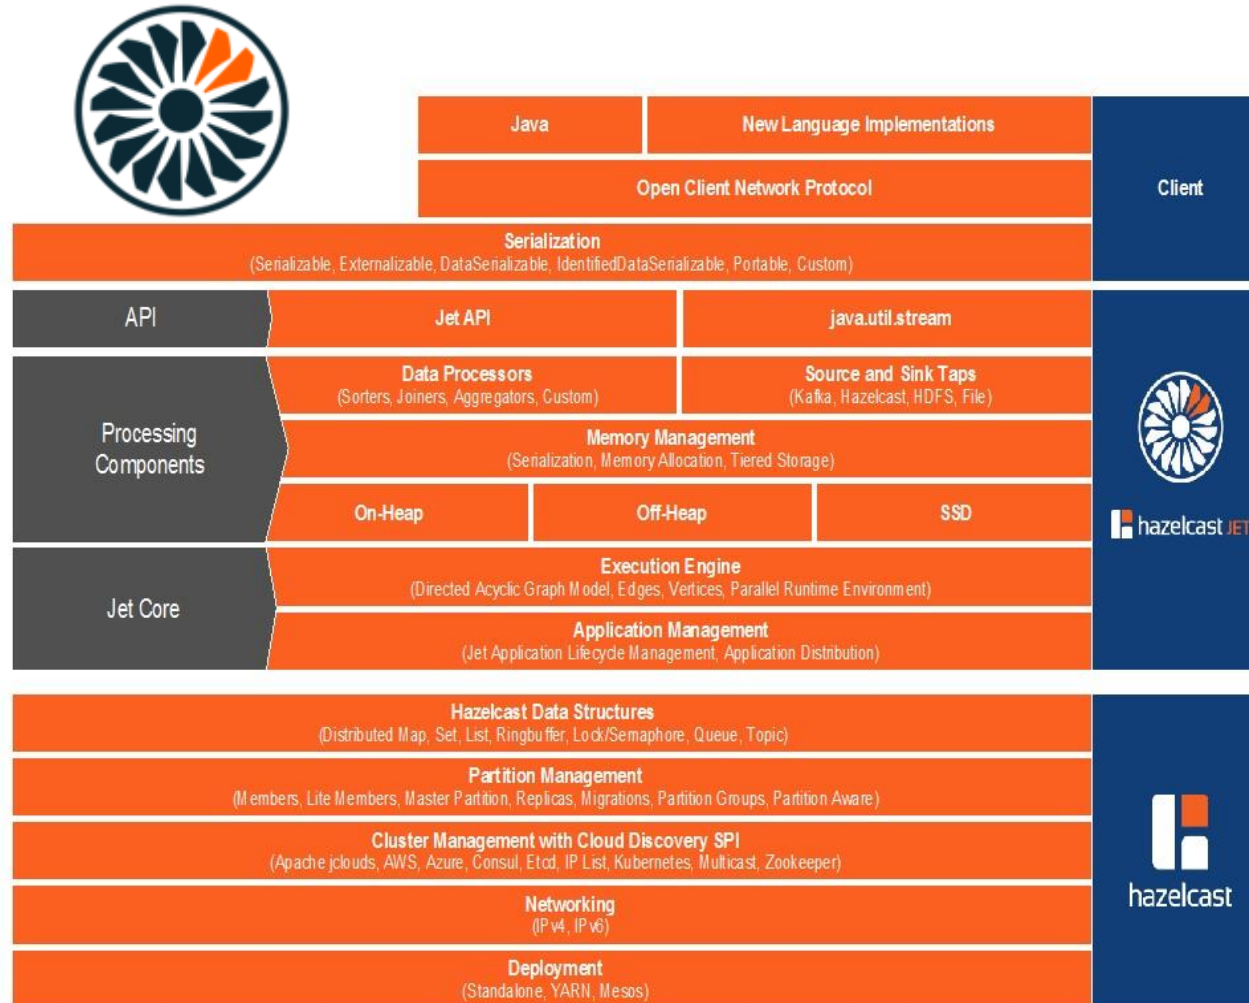 Java
New Language Implementations
Open Client Network Protocol
Client
Serialization
(Serializable, Externalizable, DataSerializable, IdentifiedDataSerializable, Portable, Custom)
API
Jet API
java.util.stream
Processing
Components
Data Processors
(Sorters, Joiners, Aggregators, Custom)
Source and Sink Taps
(Kafka, Hazelcast, HDFS, File)
Memory Management
(Serialization, Memory Allocation, Tiered Storage)
On-Heap
Off-Heap
SSD
hazelcast JET
Jet Core
Execution Engine
(Directed Acyclic Graph Model, Edges, Vertices, Parallel Runtime Environment)
Application Management
(Jet Application Lifecycle Management, Application Distribution)
Hazelcast Data Structures
(Distributed Map, Set, List, Ringbuffer, Lock/Semaphore, Queue, Topic)
Partition Management
(Members, Lite Members, Master Partition, Replicas, Migrations, Partition Groups, Partition Aware)
Cluster Management with Cloud Discovery SPI
(Apache jclouds, AWS, Azure, Consul, Etcd, IP List, Kubernetes, Multicast, Zookeeper)
hazelcast
Networking
(IPv4, IPv6)
Deployment
(Standalone, YARN, Mesos)